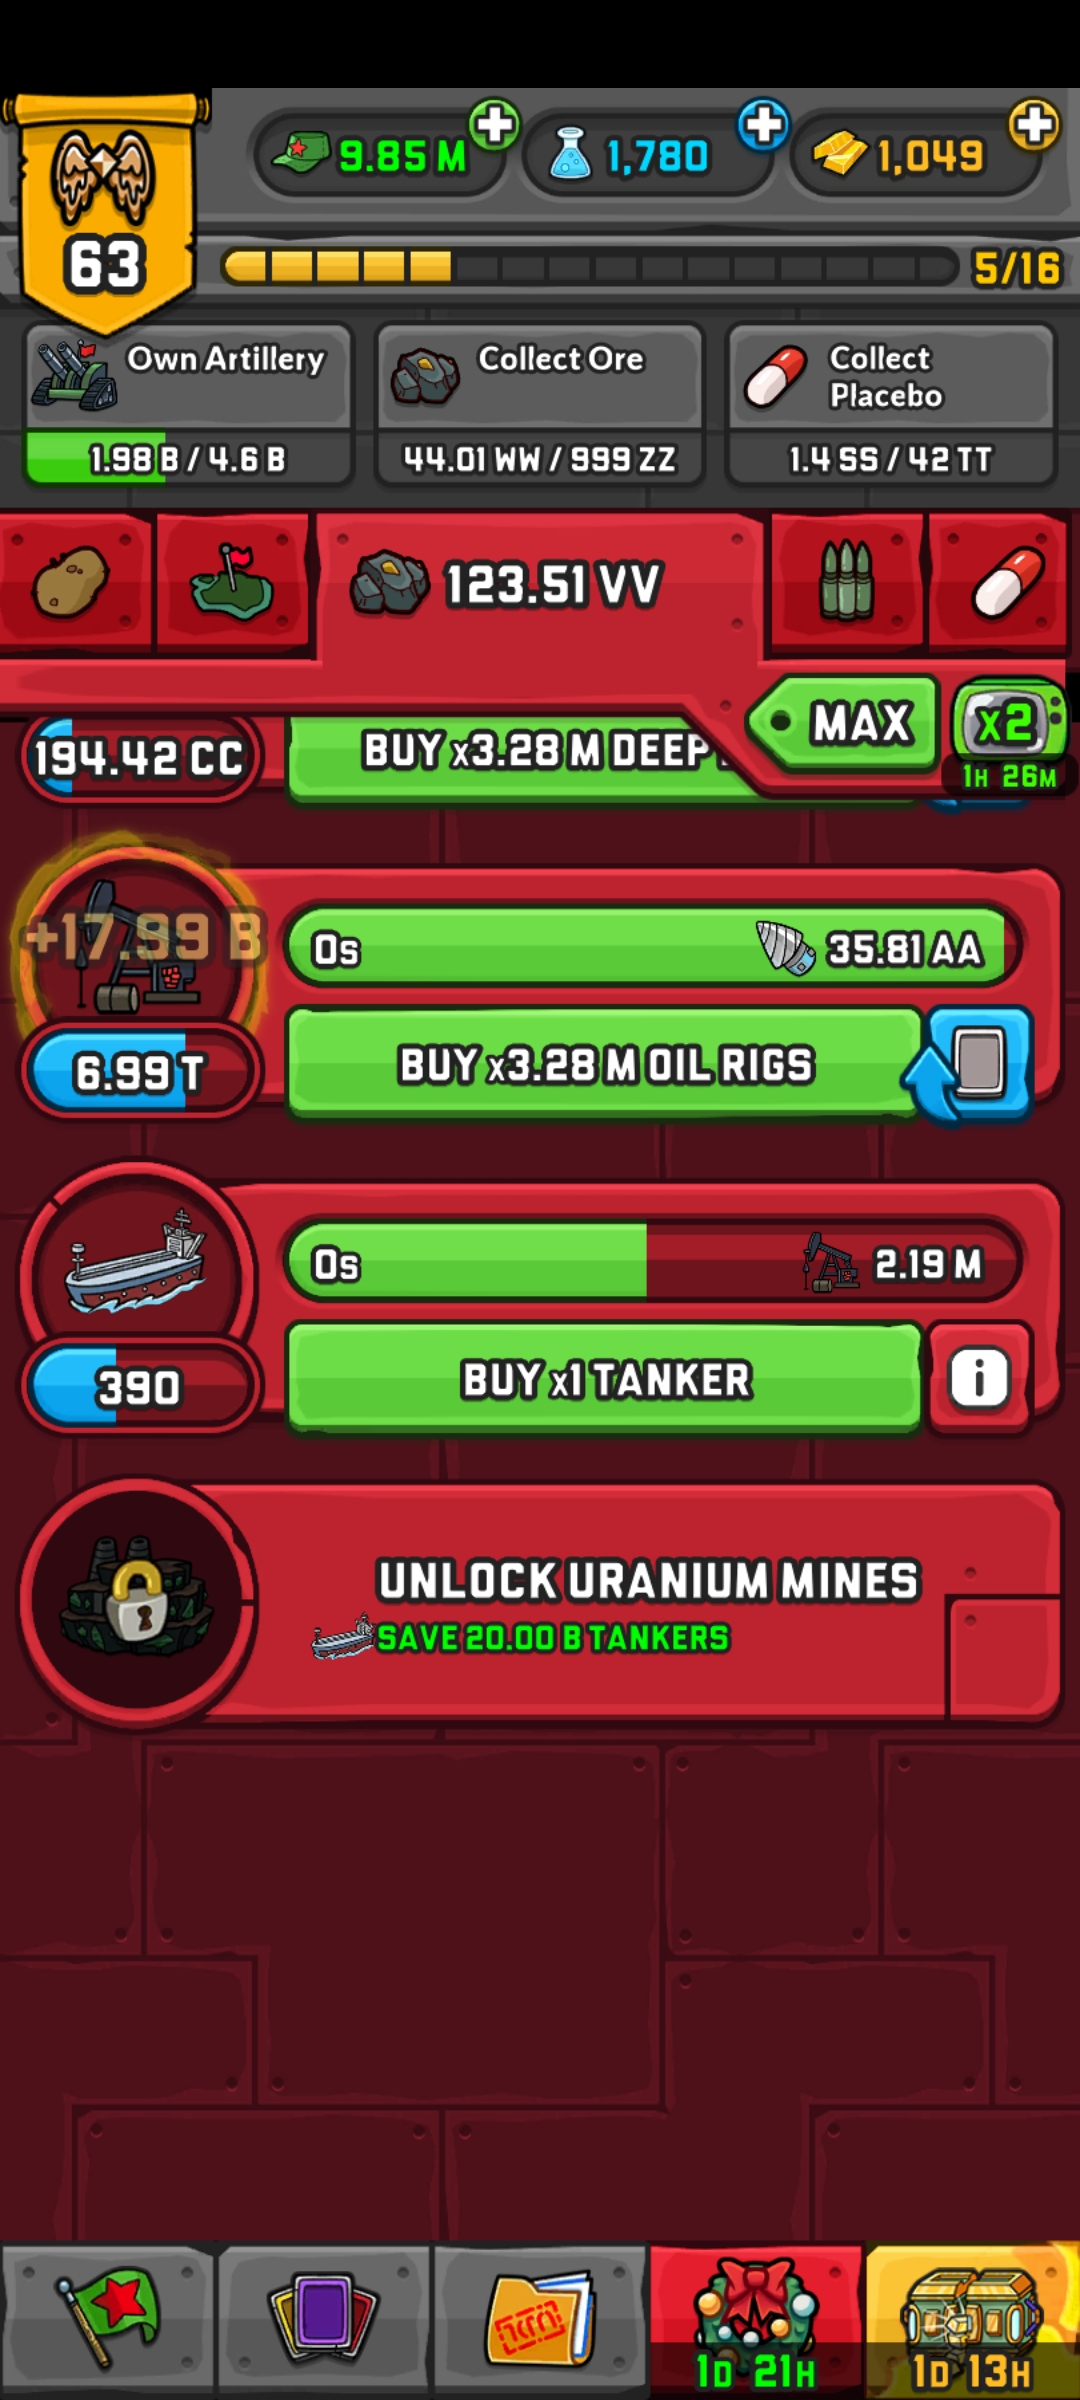 9.85 M
1,780
1,049
63
5/16
Own Artillery
1.98 B / 4.6 B
Collect Ore
44.01 WW / 999 ZZ
Collect
Placebo
1.4 SS / 42 TT
123.51 VV
MAX
x2
1H 26M
194.42 CC
BUY x3.28 M DEEP
+17.99 B
0s
35.81 AA
6.99 T
BUY x3.28 M OIL RIGS
0s
2.19 M
390
BUY x1 TANKER
i
UNLOCK URANIUM MINES
SAVE 20.00 B TANKERS
1D 21H
1D 13H